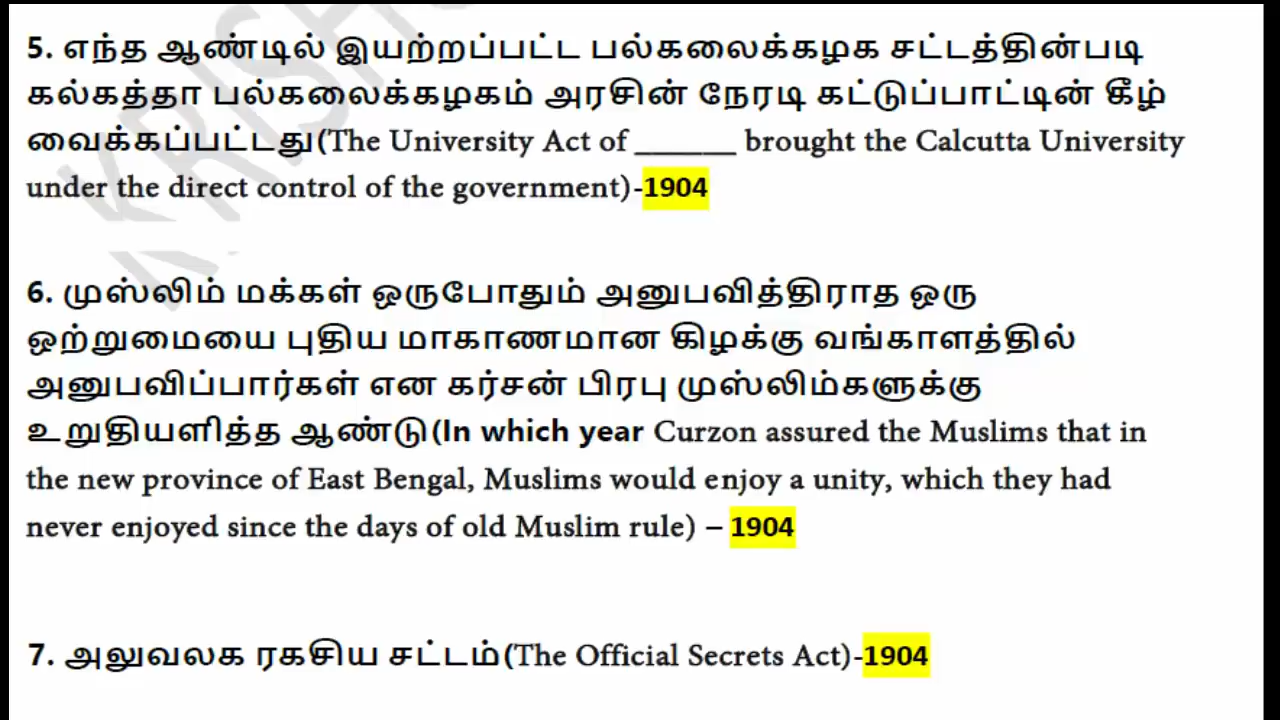 5. எந்த ஆண்டில் இயற்றப்பட்ட பல்கலைக்கழக சட்டத்தின்படி
கல்கத்தா பல்கலைக்கழகம் அரசின் நேரடி கட்டுப்பாட்டின் கீழ்
வைக்கப்பட்டது(The University Act of ______ brought the Calcutta University
under the direct control of the government)-1904
6. முஸ்லிம் மக்கள் ஒருபோதும் அனுபவித்திராத ஒரு
ஒற்றுமையை புதிய மாகாணமான கிழக்கு வங்காளத்தில்
அனுபவிப்பார்கள் என கர்சன் பிரபு முஸ்லிம்களுக்கு
உறுதியளித்த ஆண்டு(In which year Curzon assured the Muslims that in
the new province of East Bengal, Muslims would enjoy a unity, which they had
never enjoyed since the days of old Muslim rule) – 1904
7. அலுவலக ரகசிய சட்டம்(The Official Secrets Act)-1904